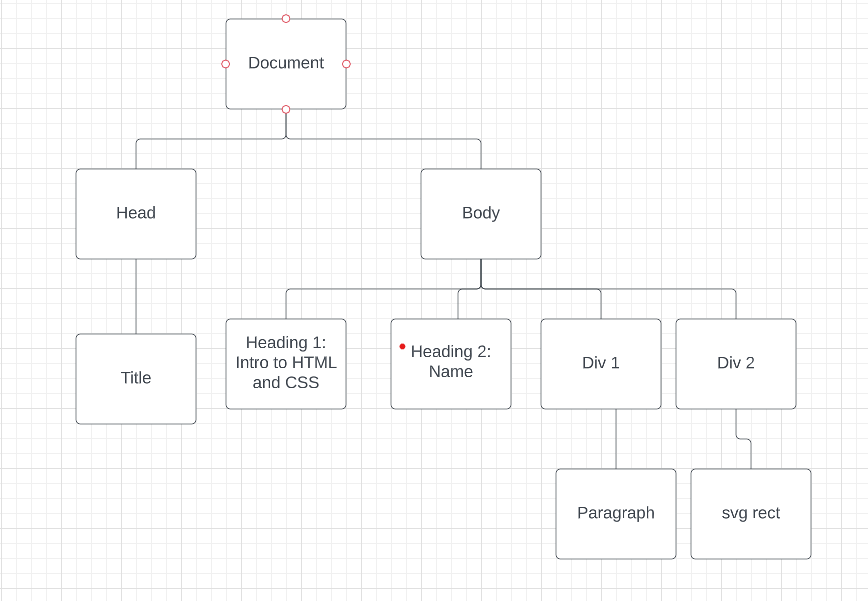 Document
Head
Body
Heading 1:
Intro to HTML
and CSS
Heading 2:
Name
Div 1
Div 2
Title
Paragraph
svg rect